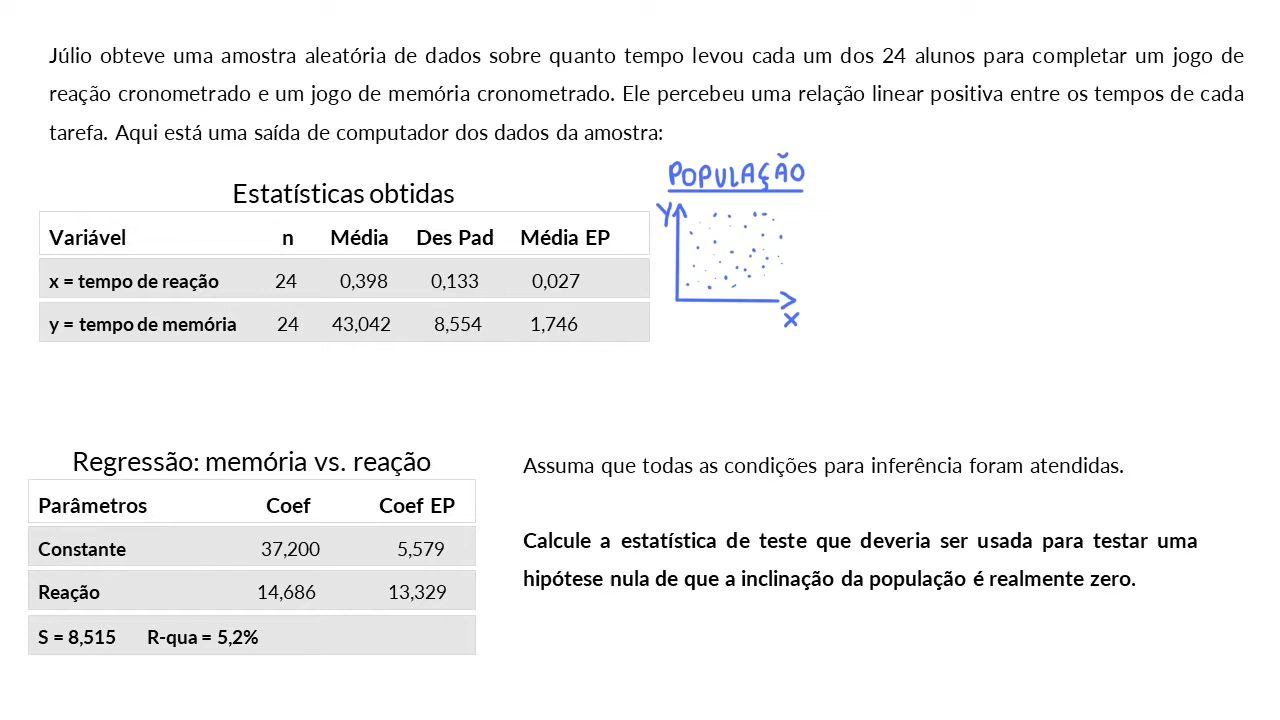 Júlio obteve uma amostra aleatória de dados sobre quanto tempo levou cada um dos 24 alunos para completar um jogo de
reação cronometrado e um jogo de memória cronometrado. Ele percebeu uma relação linear positiva entre os tempos de cada
tarefa. Aqui está uma saída de computador dos dados da amostra:
POPULAÇÃO
Y
X
Estatísticas obtidas
Variável n Média Des Pad Média EP
x = tempo de reação 24 0,398 0,133 0,027
y = tempo de memória 24 43,042 8,554 1,746
Regressão: memória vs. reação
Parâmetros Coef Coef EP
Constante 37,200 5,579
Reação 14,686 13,329
S = 8,515 R-qua = 5,2%
Assuma que todas as condições para inferência foram atendidas.
Calcule a estatística de teste que deveria ser usada para testar uma
hipótese nula de que a inclinação da população é realmente zero.